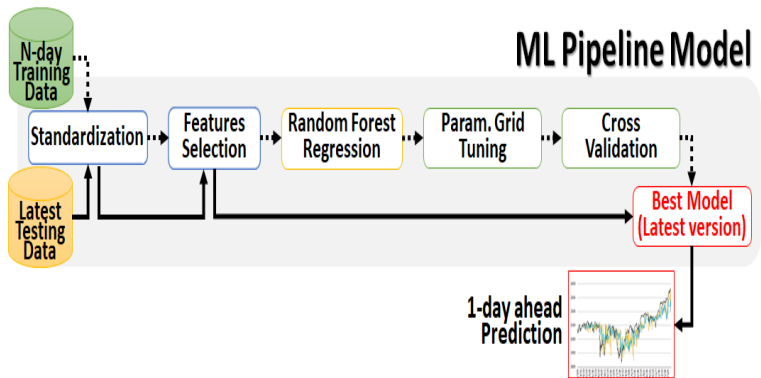 ML Pipeline Model
N-day
Training
Data
Standardization
Features
Selection
Random Forest
Regression
Param. Grid
Tuning
Cross
Validation
Latest
Testing
Data
Best Model
(Latest version)
1-day ahead
Prediction